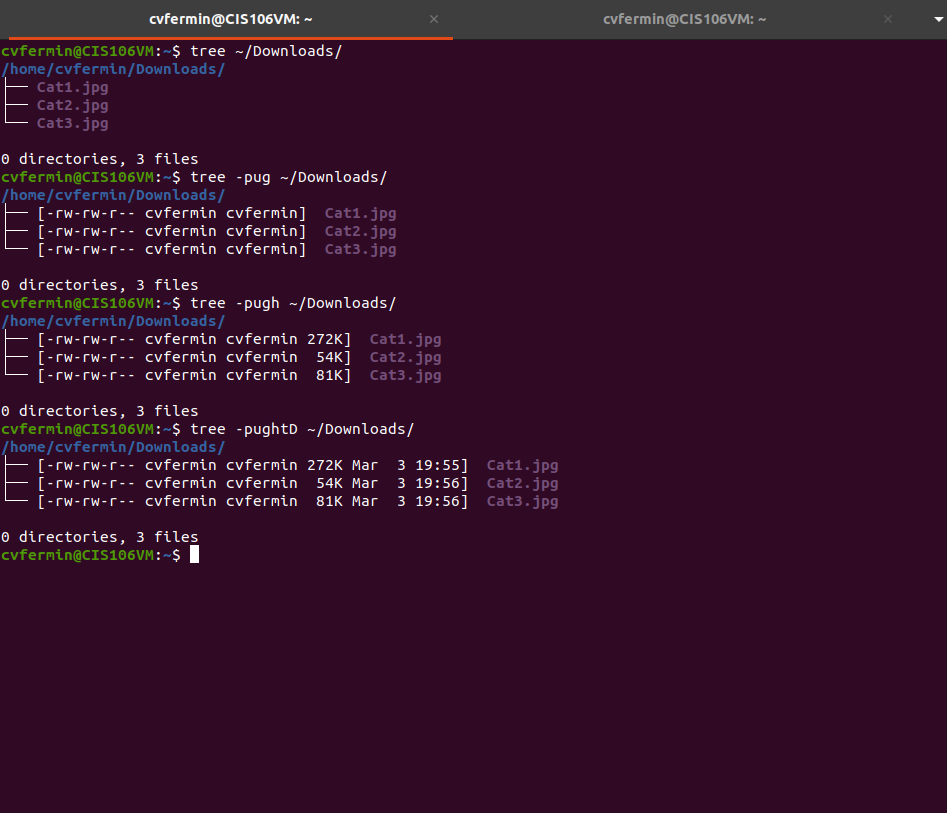 cvfermin@CIS106VM: ~ × cvfermin@CIS106VM: ~ ×
cvfermin@CIS106VM:~$ tree ~/Downloads/
/home/cvfermin/Downloads/
├── Cat1.jpg
├── Cat2.jpg
└── Cat3.jpg
0 directories, 3 files
cvfermin@CIS106VM:~$ tree -pug ~/Downloads/
/home/cvfermin/Downloads/
├── [-rw-rw-r-- cvfermin cvfermin]  Cat1.jpg
├── [-rw-rw-r-- cvfermin cvfermin]  Cat2.jpg
└── [-rw-rw-r-- cvfermin cvfermin]  Cat3.jpg
0 directories, 3 files
cvfermin@CIS106VM:~$ tree -pugh ~/Downloads/
/home/cvfermin/Downloads/
├── [-rw-rw-r-- cvfermin cvfermin 272K]  Cat1.jpg
├── [-rw-rw-r-- cvfermin cvfermin  54K]  Cat2.jpg
└── [-rw-rw-r-- cvfermin cvfermin  81K]  Cat3.jpg
0 directories, 3 files
cvfermin@CIS106VM:~$ tree -pughtD ~/Downloads/
/home/cvfermin/Downloads/
├── [-rw-rw-r-- cvfermin cvfermin 272K Mar  3 19:55]  Cat1.jpg
├── [-rw-rw-r-- cvfermin cvfermin  54K Mar  3 19:56]  Cat2.jpg
└── [-rw-rw-r-- cvfermin cvfermin  81K Mar  3 19:56]  Cat3.jpg
0 directories, 3 files
cvfermin@CIS106VM:~$